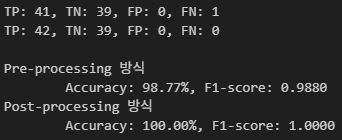 TP: 41, TN: 39, FP: 0, FN: 1
TP: 42, TN: 39, FP: 0, FN: 0
Pre-processing 방식
Accuracy: 98.77%, F1-score: 0.9880
Post-processing 방식
Accuracy: 100.00%, F1-score: 1.0000